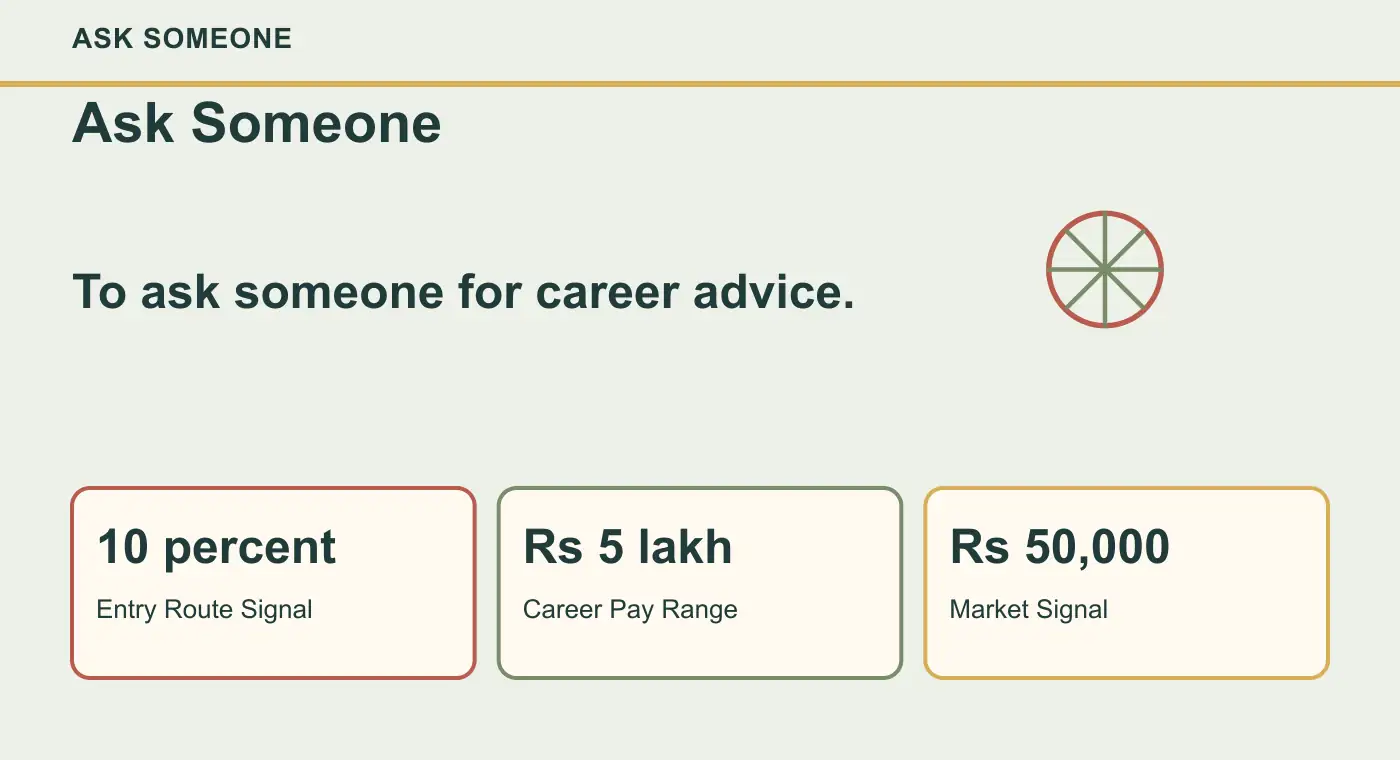 ASK SOMEONE
Ask Someone
To ask someone for career advice.
10 percent
Entry Route Signal
Rs 5 lakh
Career Pay Range
Rs 50,000
Market Signal